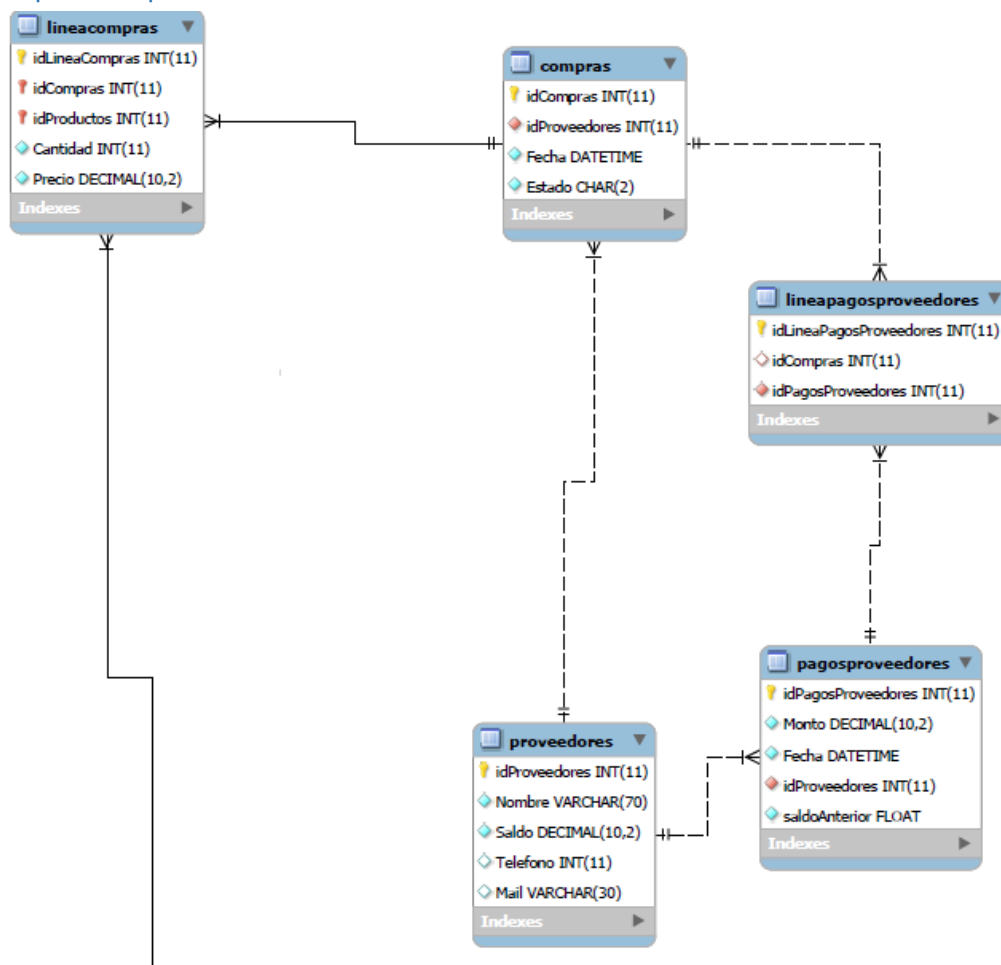 lineacompras
idLineaCompras INT(11)
idCompras INT(11)
idProductos INT(11)
Cantidad INT(11)
Precio DECIMAL(10,2)
Indexes
compras
idCompras INT(11)
idProveedores INT(11)
Fecha DATETIME
Estado CHAR(2)
Indexes
lineapagosproveedores
idLineaPagosProveedores INT(11)
idCompras INT(11)
idPagosProveedores INT(11)
Indexes
pagosproveedores
idPagosProveedores INT(11)
Monto DECIMAL(10,2)
Fecha DATETIME
idProveedores INT(11)
saldoAnterior FLOAT
Indexes
proveedores
idProveedores INT(11)
Nombre VARCHAR(70)
Saldo DECIMAL(10,2)
Telefono INT(11)
Mail VARCHAR(30)
Indexes